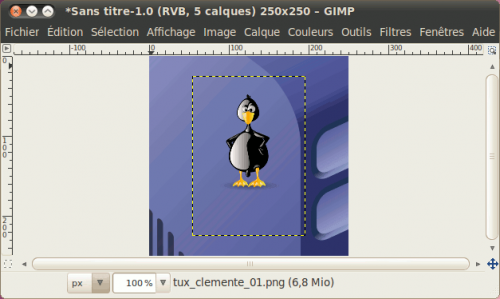 *Sans titre-1.0 (RVB, 5 calques) 250x250 – GIMP
Fichier Édition Sélection Affichage Image Calque Couleurs Outils Filtres Fenêtres Aide
-100 0 100 200 300 400
0
100
200
px 100 % tux_clemente_01.png (6,8 Mio)